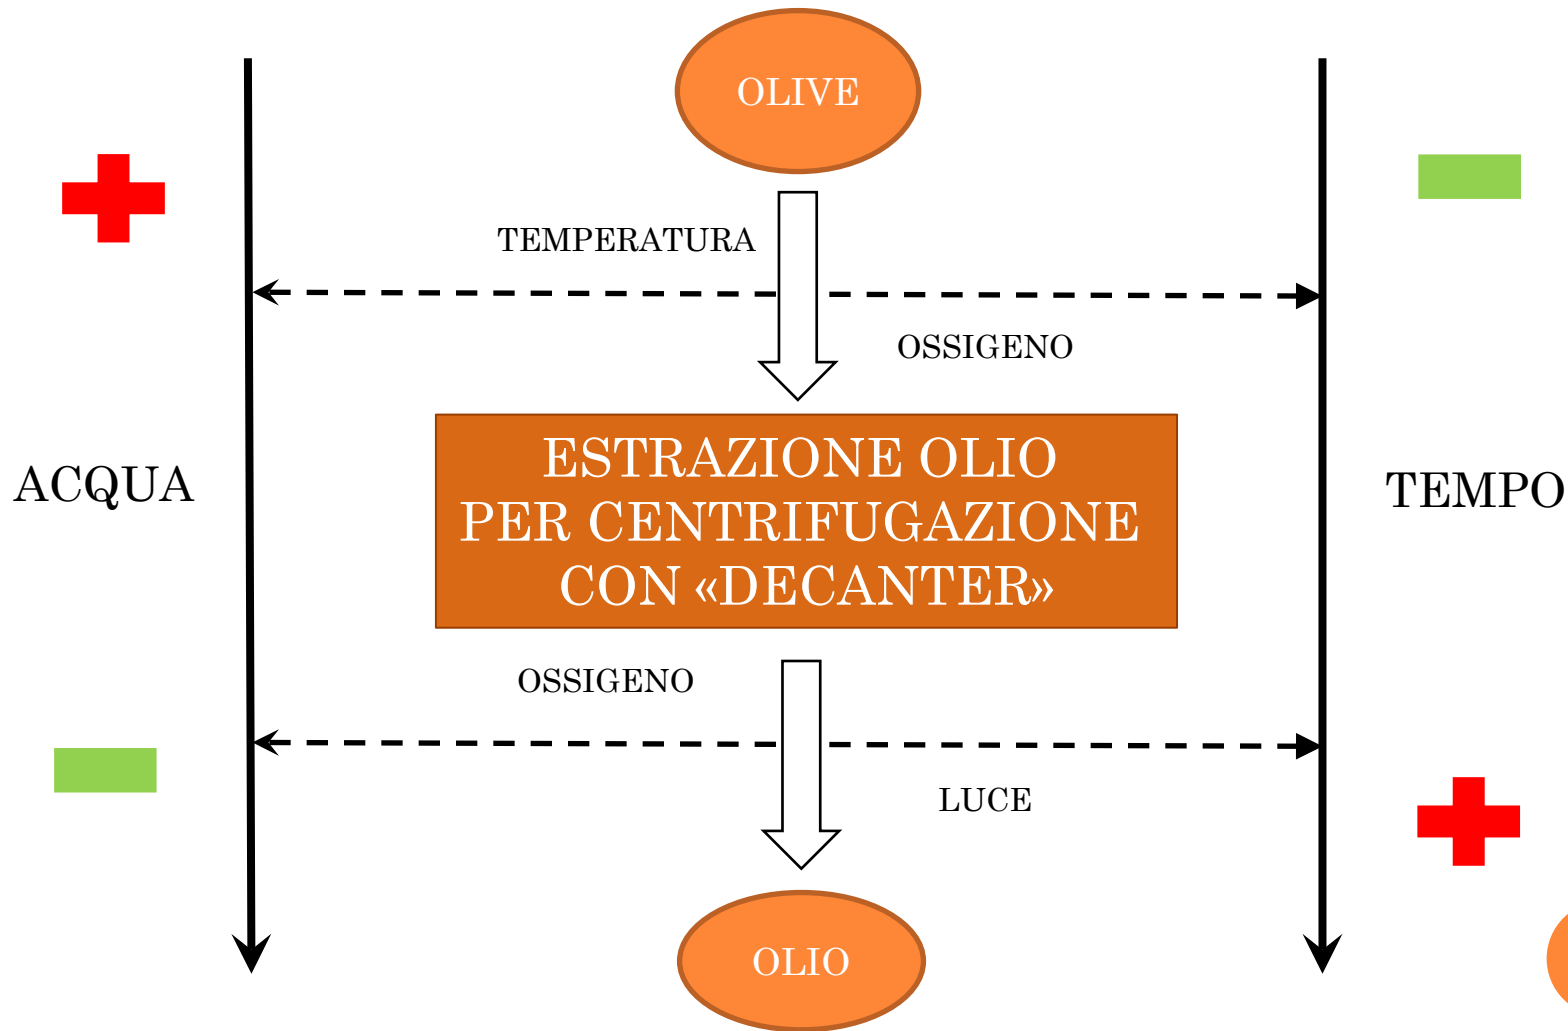 OLIVE
TEMPERATURA
OSSIGENO
ESTRAZIONE OLIO
PER CENTRIFUGAZIONE
CON «DECANTER»
ACQUA
TEMPO
OSSIGENO
LUCE
OLIO